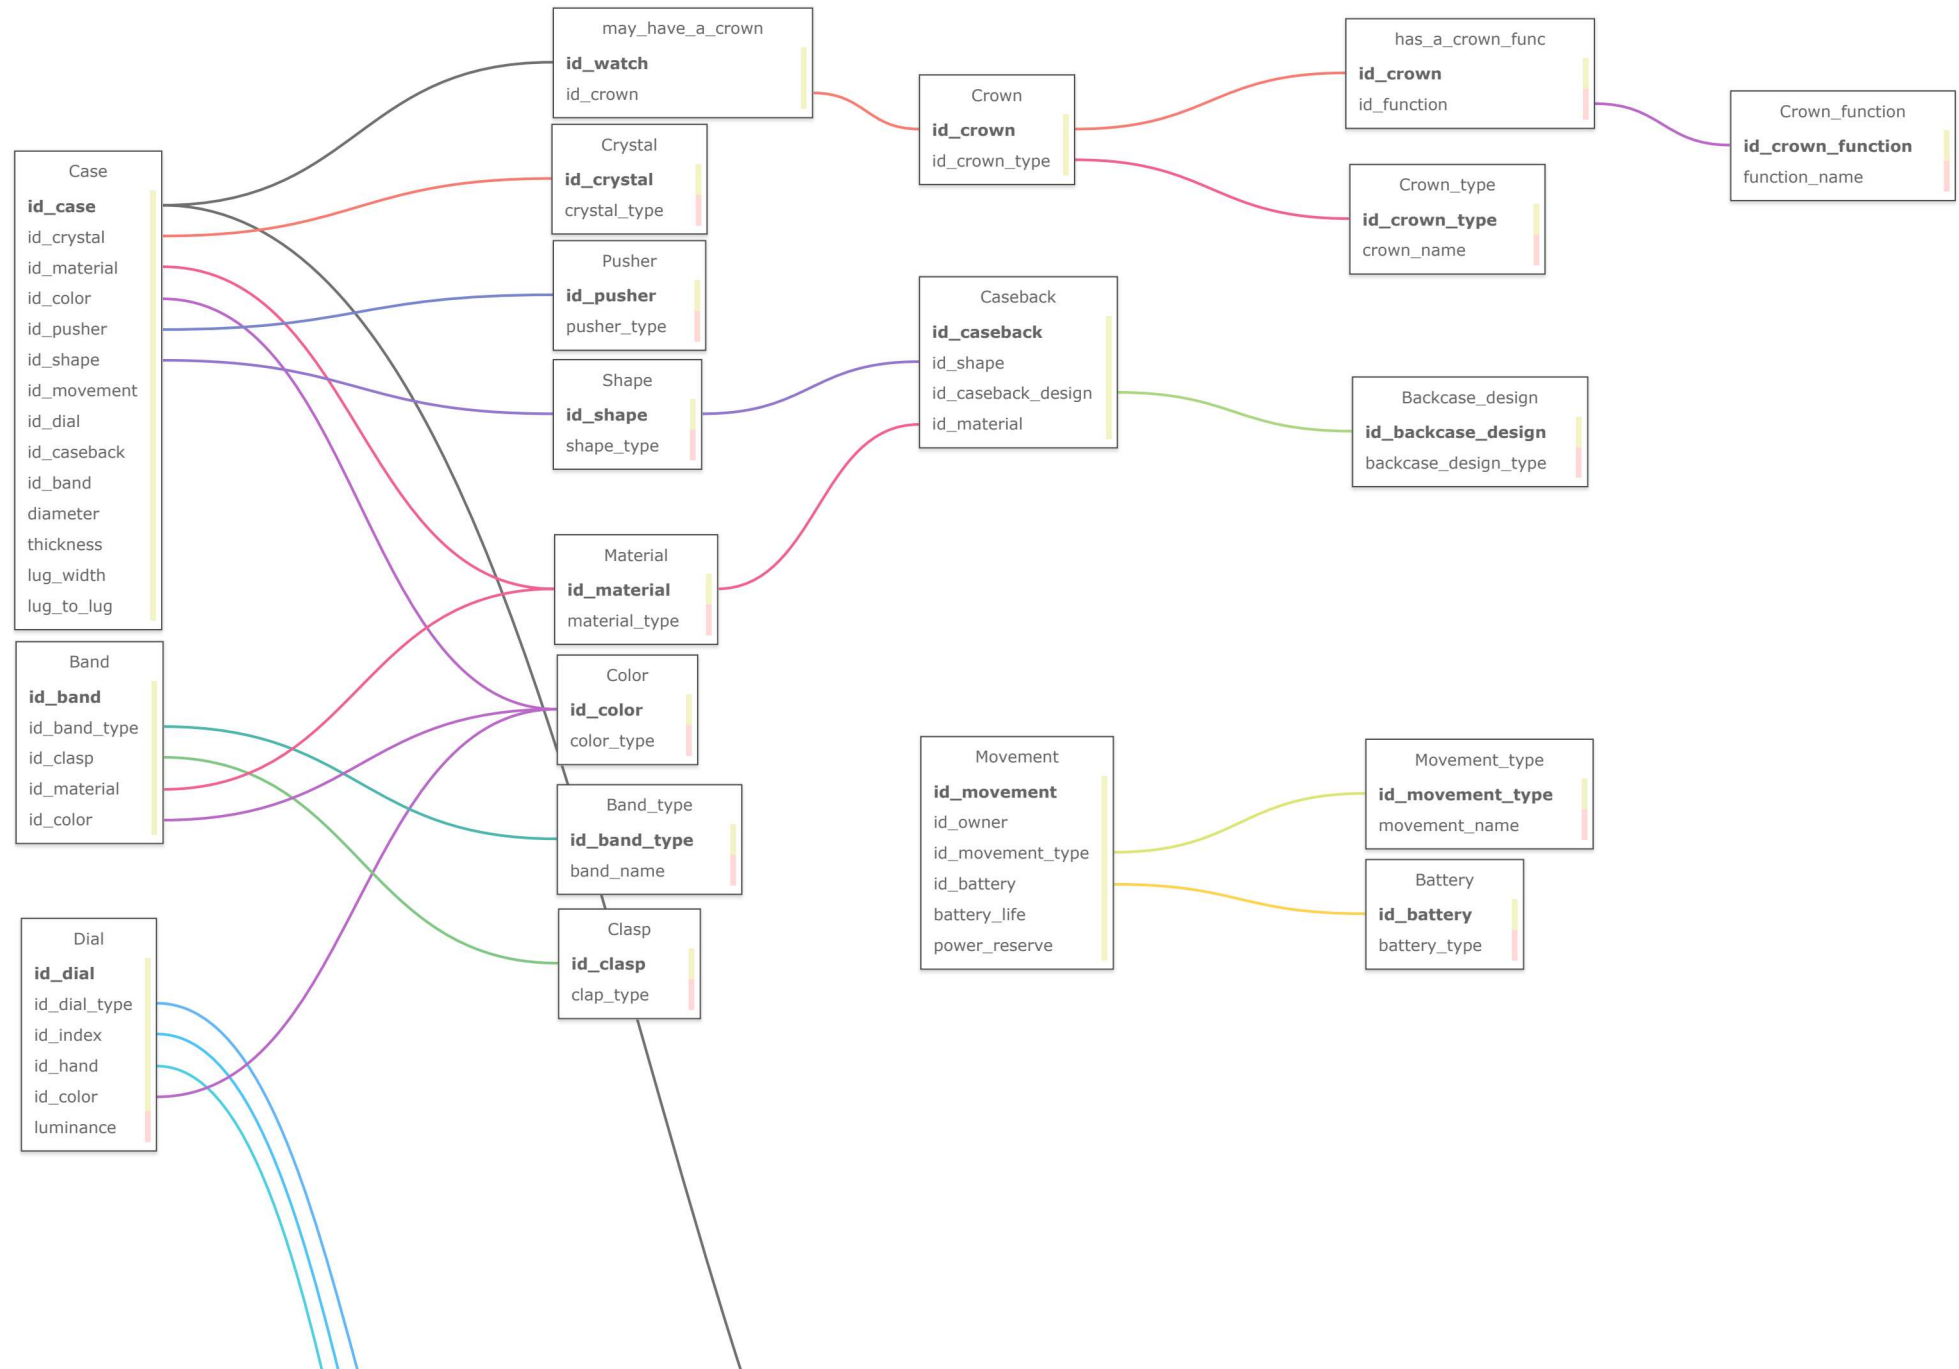 may_have_a_crown
id_watch
id_crown
Crystal
id_crystal
crystal_type
Pusher
id_pusher
pusher_type
Shape
id_shape
shape_type
Material
id_material
material_type
Color
id_color
color_type
Band_type
id_band_type
band_name
Clasp
id_clasp
clap_type
Case
id_case
id_crystal
id_material
id_color
id_pusher
id_shape
id_movement
id_dial
id_caseback
id_band
diameter
thickness
lug_width
lug_to_lug
Band
id_band
id_band_type
id_clasp
id_material
id_color
Dial
id_dial
id_dial_type
id_index
id_hand
id_color
luminance
Crown
id_crown
id_crown_type
Caseback
id_caseback
id_shape
id_caseback_design
id_material
Movement
id_movement
id_owner
id_movement_type
id_battery
battery_life
power_reserve
has_a_crown_func
id_crown
id_function
Crown_type
id_crown_type
crown_name
Backcase_design
id_backcase_design
backcase_design_type
Movement_type
id_movement_type
movement_name
Battery
id_battery
battery_type
Crown_function
id_crown_function
function_name